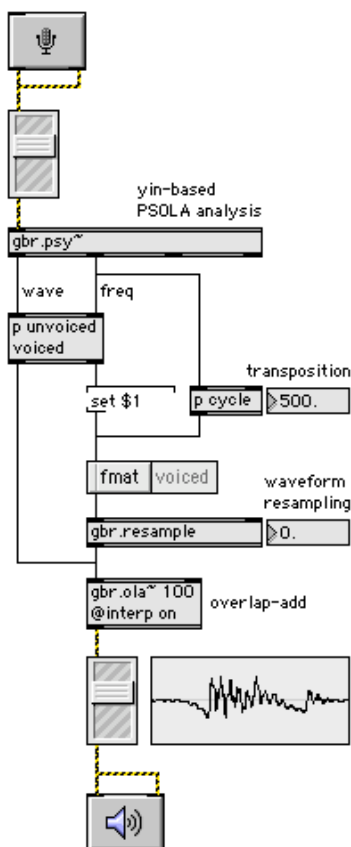 yin-based
PSOLA analysis
gbr.psy~
wave
freq
p unvoiced
voiced
transposition
set $1
p cycle
500.
fmat voiced
waveform
resampling
gbr.resample
0.
gbr.ola~ 100
@interp on
overlap-add